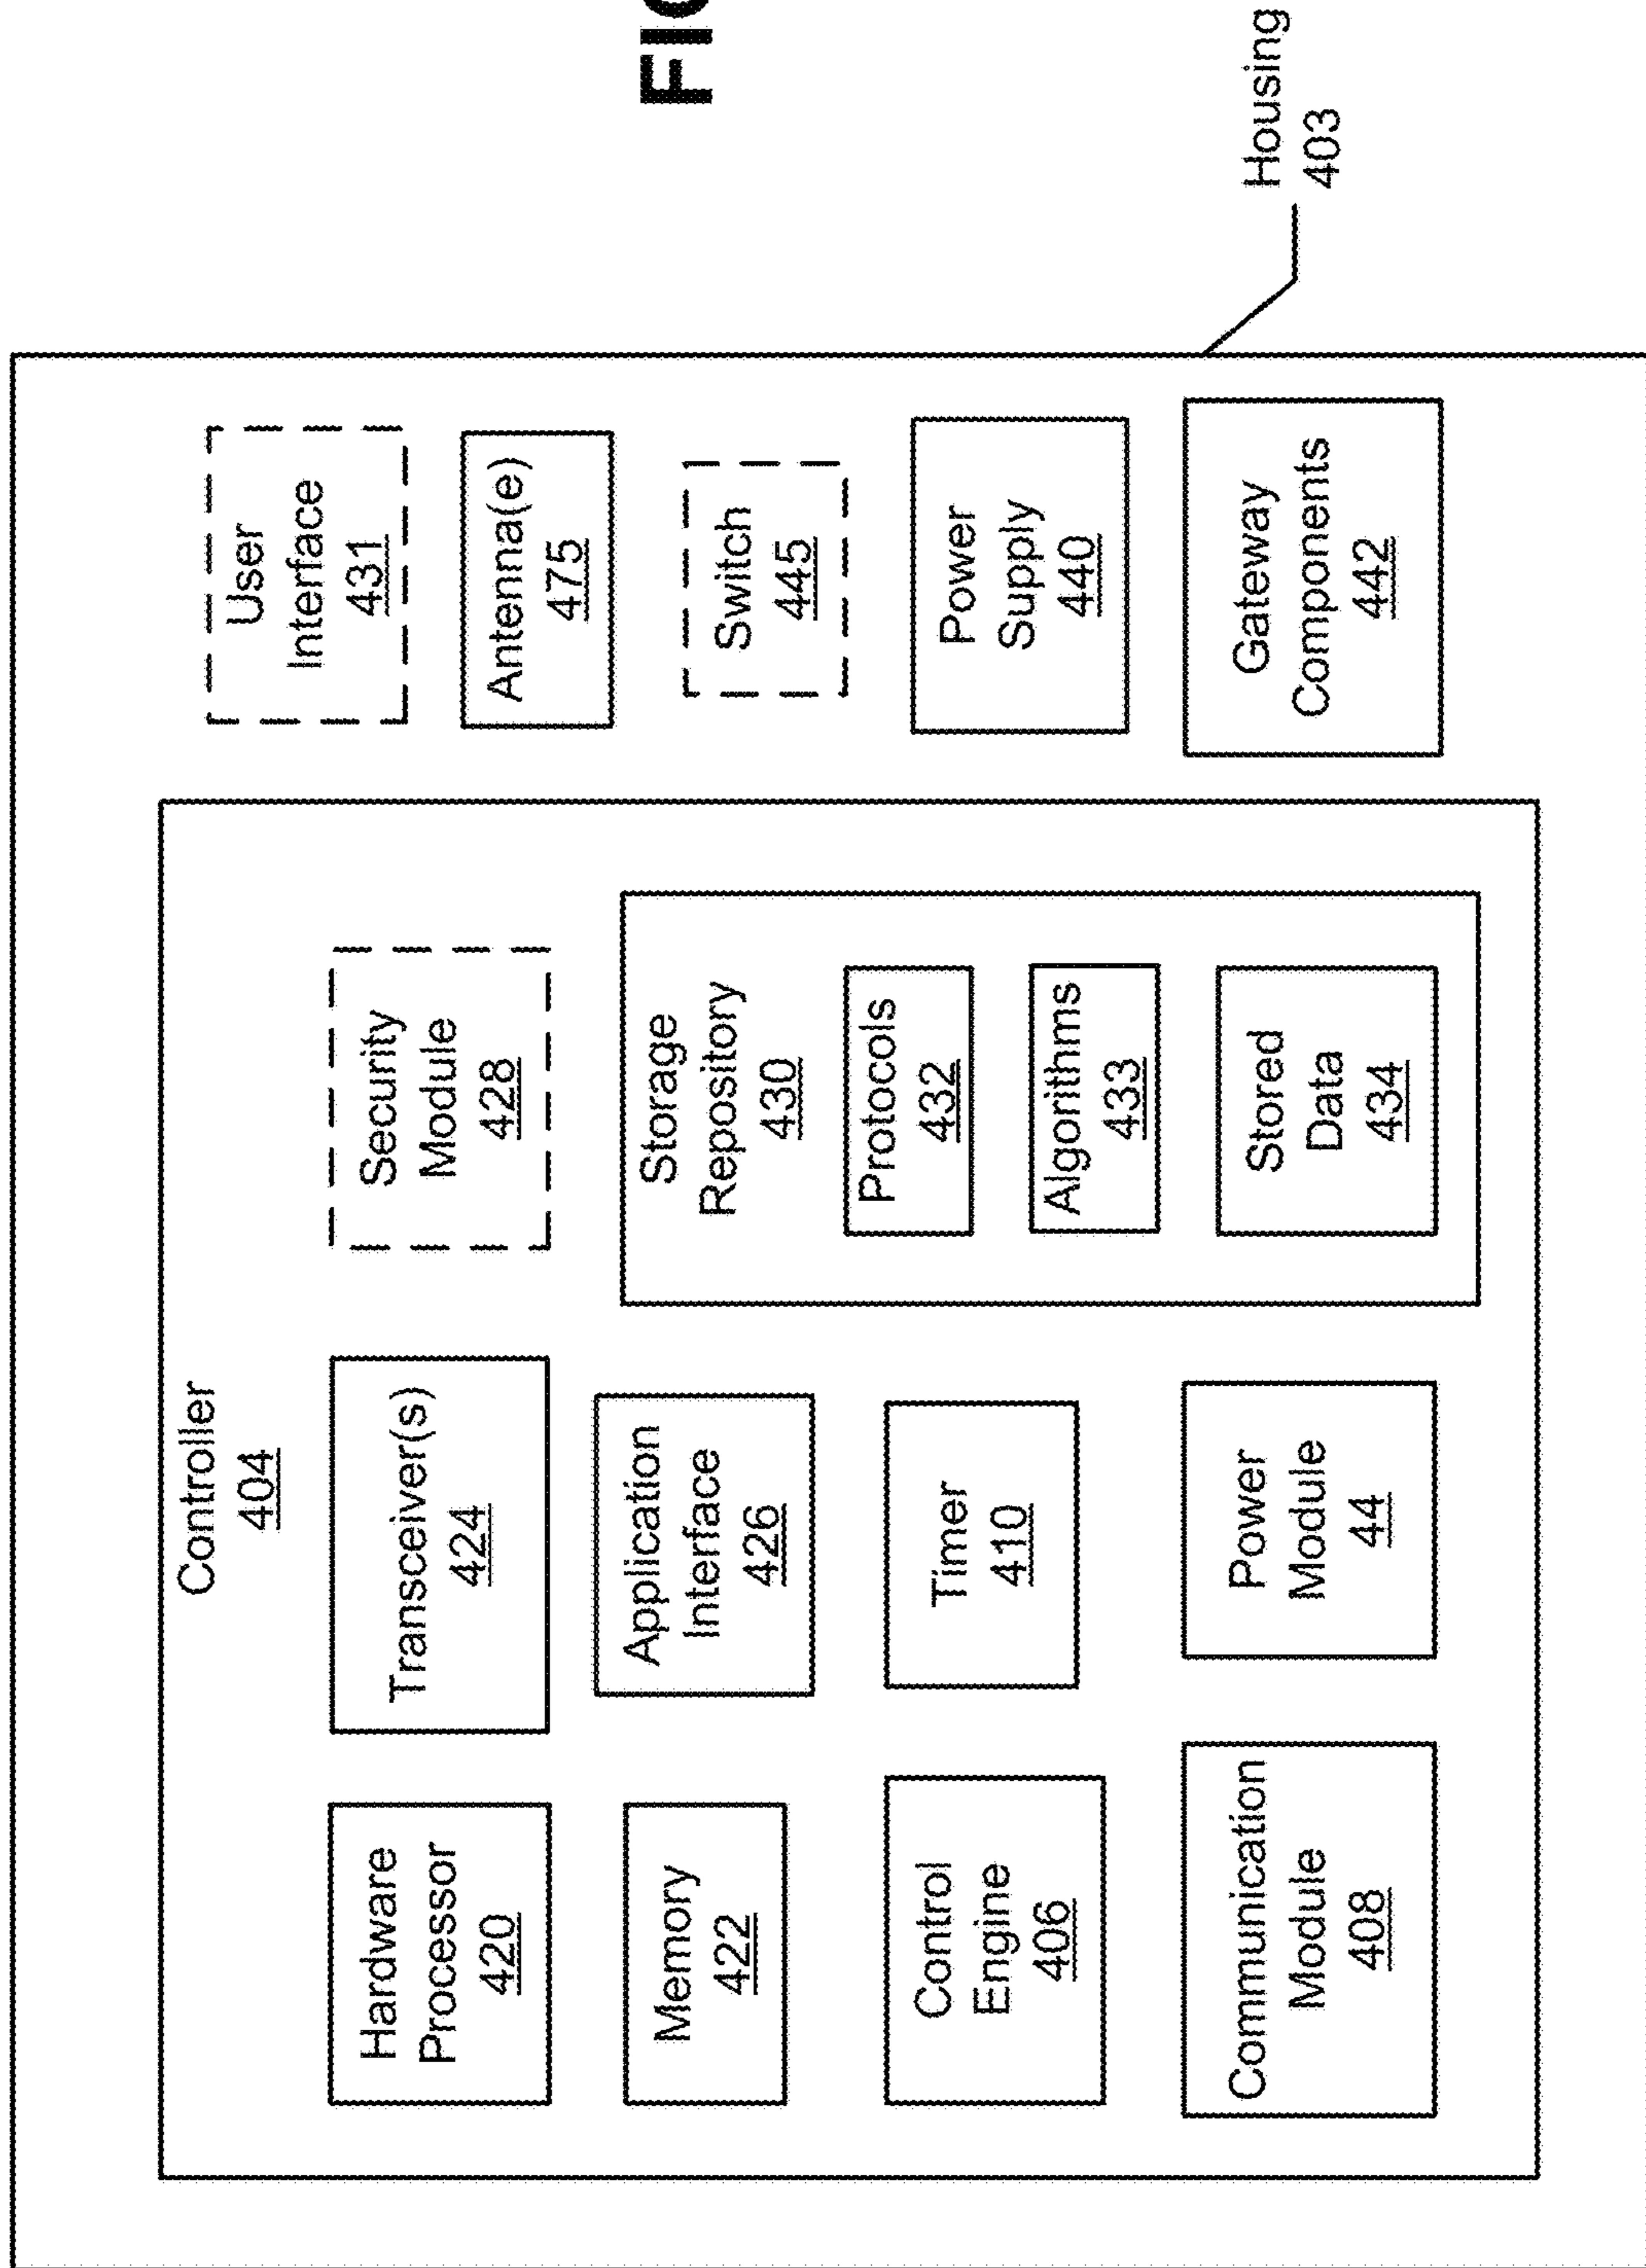 FIG
Housing
403
Controller
404
Hardware
Processor
420
Transceiver(s)
424
Security
Module
428
User
Interface
431
Memory
422
Application
Interface
426
Storage
Repository
430
Antenna(e)
475
Control
Engine
406
Timer
410
Protocols
432
Switch
445
Algorithms
433
Power
Supply
440
Communication
Module
408
Power
Module
44
Stored
Data
434
Gateway
Components
442